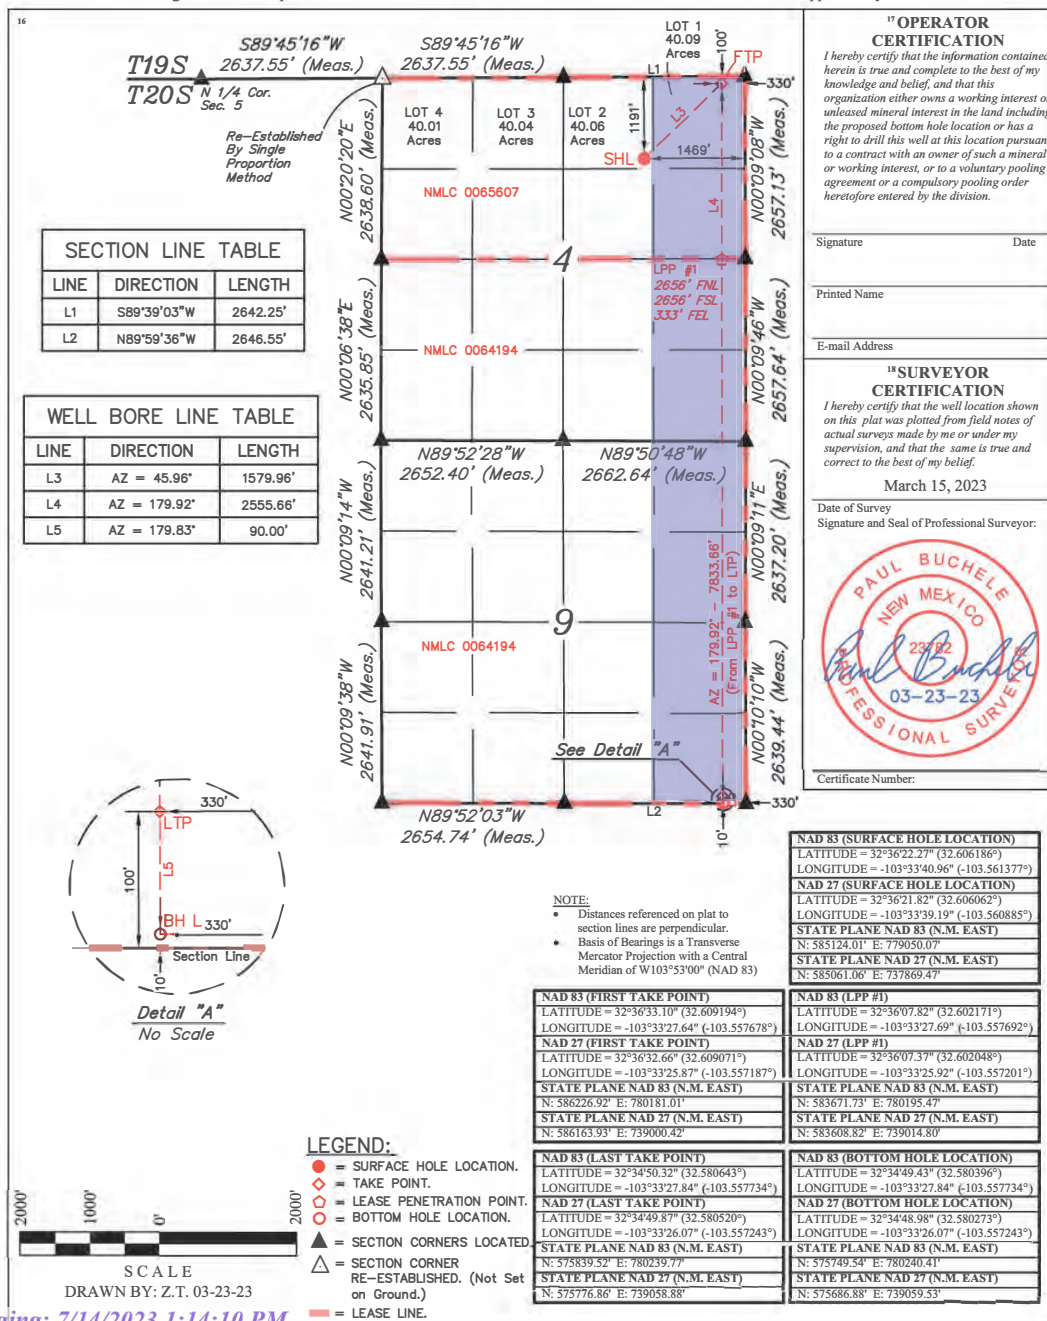 16
S89°45'16"W
2637.55' (Meas.)
S89°45'16"W
2637.55' (Meas.)
T19S
T20S
N 1/4 Cor.
Sec. 5
Re-Established
By Single
Proportion
Method
LOT 1
40.09
Arces
100'
FTP
L1
330'
LOT 4
40.01
Acres
LOT 3
40.04
Acres
LOT 2
40.06
Acres
1191'
L3
SHL
1469'
N00°20'20"E
2638.60' (Meas.)
N00°09'08"W
2657.13' (Meas.)
NMLC 0065607
L4
4
LPP #1
2656' FNL
2656' FSL
333' FEL
N00°06'38"E
2635.85' (Meas.)
N00°09'46"W
2657.64' (Meas.)
NMLC 0064194
N89°52'28"W
2652.40' (Meas.)
N89°50'48"W
2662.64' (Meas.)
N00°09'14"W
2641.21' (Meas.)
N00°09'11"E
2637.20' (Meas.)
9
NMLC 0064194
AZ = 179.92° - 7833.66'
(From LPP #1 to LTP)
N00°09'38"W
2641.91' (Meas.)
N00°10'10"W
2639.44' (Meas.)
See Detail "A"
L2
330'
10'
N89°52'03"W
2654.74' (Meas.)
SECTION LINE TABLE
LINE DIRECTION LENGTH
L1 S89°39'03"W 2642.25'
L2 N89°59'36"W 2646.55'
WELL BORE LINE TABLE
LINE DIRECTION LENGTH
L3 AZ = 45.96° 1579.96'
L4 AZ = 179.92° 2555.66'
L5 AZ = 179.83° 90.00'
330'
LTP
100'
L5
BHL
330'
Section Line
10'
Detail "A"
No Scale
17 OPERATOR
CERTIFICATION
I hereby certify that the information contained
herein is true and complete to the best of my
knowledge and belief, and that this
organization either owns a working interest o
unleased mineral interest in the land including
the proposed bottom hole location or has a
right to drill this well at this location pursuan
to a contract with an owner of such a mineral
or working interest, or to a voluntary pooling
agreement or a compulsory pooling order
heretofore entered by the division.
Signature Date
Printed Name
E-mail Address
18 SURVEYOR
CERTIFICATION
I hereby certify that the well location shown
on this plat was plotted from field notes of
actual surveys made by me or under my
supervision, and that the same is true and
correct to the best of my belief.
March 15, 2023
Date of Survey
Signature and Seal of Professional Surveyor:
PAUL BUCHELE
NEW MEXICO
23782
Paul Buchele
03-23-23
PROFESSIONAL SURVEYOR
Certificate Number:
NOTE:
• Distances referenced on plat to
section lines are perpendicular.
• Basis of Bearings is a Transverse
Mercator Projection with a Central
Meridian of W103°53'00" (NAD 83)
NAD 83 (SURFACE HOLE LOCATION)
LATITUDE = 32°36'22.27" (32.606186°)
LONGITUDE = -103°33'40.96" (-103.561377°)
NAD 27 (SURFACE HOLE LOCATION)
LATITUDE = 32°36'21.82" (32.606062°)
LONGITUDE = -103°33'39.19" (-103.560885°)
STATE PLANE NAD 83 (N.M. EAST)
N: 585124.01' E: 779050.07'
STATE PLANE NAD 27 (N.M. EAST)
N: 585061.06' E: 737869.47'
NAD 83 (FIRST TAKE POINT)
LATITUDE = 32°36'33.10" (32.609194°)
LONGITUDE = -103°33'27.64" (-103.557678°)
NAD 27 (FIRST TAKE POINT)
LATITUDE = 32°36'32.66" (32.609071°)
LONGITUDE = -103°33'25.87" (-103.557187°)
STATE PLANE NAD 83 (N.M. EAST)
N: 586226.92' E: 780181.01'
STATE PLANE NAD 27 (N.M. EAST)
N: 586163.93' E: 739000.42'
NAD 83 (LPP #1)
LATITUDE = 32°36'07.82" (32.602171°)
LONGITUDE = -103°33'27.69" (-103.557692°)
NAD 27 (LPP #1)
LATITUDE = 32°36'07.37" (32.602048°)
LONGITUDE = -103°33'25.92" (-103.557201°)
STATE PLANE NAD 83 (N.M. EAST)
N: 583671.73' E: 780195.47'
STATE PLANE NAD 27 (N.M. EAST)
N: 583608.82' E: 739014.80'
NAD 83 (LAST TAKE POINT)
LATITUDE = 32°34'50.32" (32.580643°)
LONGITUDE = -103°33'27.84" (-103.557734°)
NAD 27 (LAST TAKE POINT)
LATITUDE = 32°34'49.87" (32.580520°)
LONGITUDE = -103°33'26.07" (-103.557243°)
STATE PLANE NAD 83 (N.M. EAST)
N: 575839.52' E: 780239.77'
STATE PLANE NAD 27 (N.M. EAST)
N: 575776.86' E: 739058.88'
NAD 83 (BOTTOM HOLE LOCATION)
LATITUDE = 32°34'49.43" (32.580396°)
LONGITUDE = -103°33'27.84" (-103.557734°)
NAD 27 (BOTTOM HOLE LOCATION)
LATITUDE = 32°34'48.98" (32.580273°)
LONGITUDE = -103°33'26.07" (-103.557243°)
STATE PLANE NAD 83 (N.M. EAST)
N: 575749.54' E: 780240.41'
STATE PLANE NAD 27 (N.M. EAST)
N: 575686.88' E: 739059.53'
LEGEND:
= SURFACE HOLE LOCATION.
= TAKE POINT.
= LEASE PENETRATION POINT.
= BOTTOM HOLE LOCATION.
= SECTION CORNERS LOCATED.
= SECTION CORNER
RE-ESTABLISHED. (Not Set
on Ground.)
= LEASE LINE.
2000' 1000' 0' 2000'
SCALE
DRAWN BY: Z.T. 03-23-23
ging: 7/14/2023 1:14:10 PM